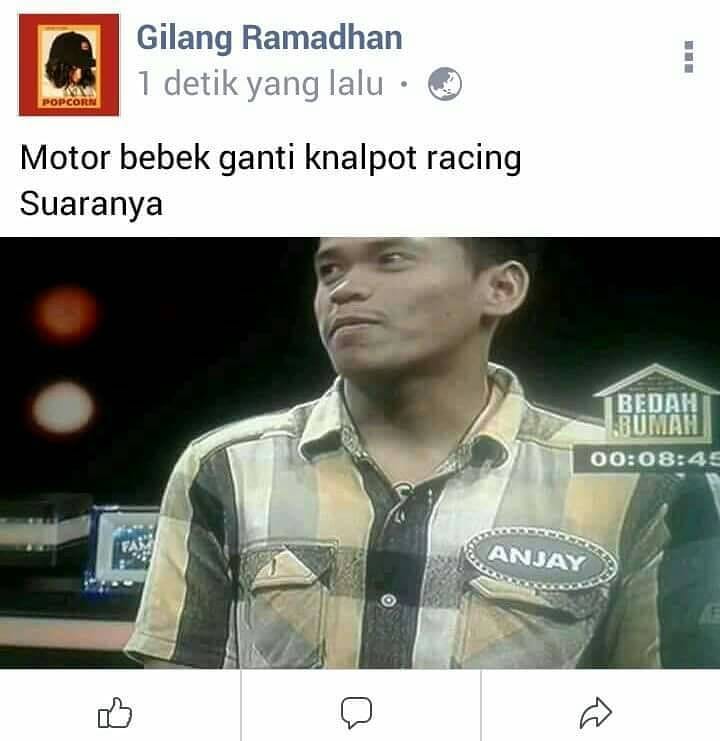 Gilang Ramadhan
POPCORN
1 detik yang lalu ·
Motor bebek ganti knalpot racing
Suaranya
BEDAH
RUMAH
00:08:45
ANJAY